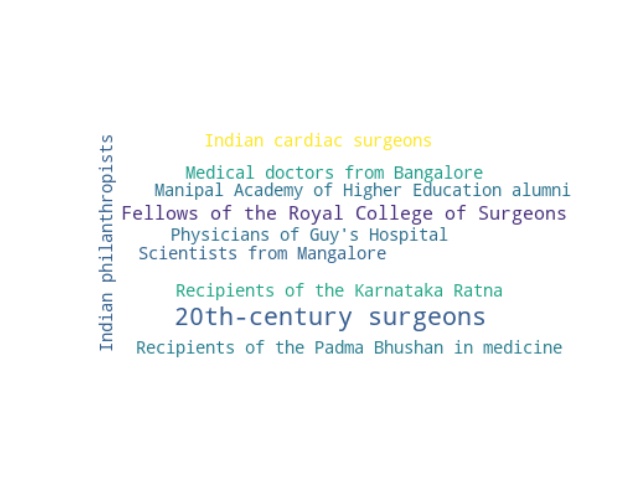 Indian cardiac surgeons
Medical doctors from Bangalore
Manipal Academy of Higher Education alumni
Fellows of the Royal College of Surgeons
Physicians of Guy's Hospital
Scientists from Mangalore
Recipients of the Karnataka Ratna
20th-century surgeons
Recipients of the Padma Bhushan in medicine
Indian philanthropists